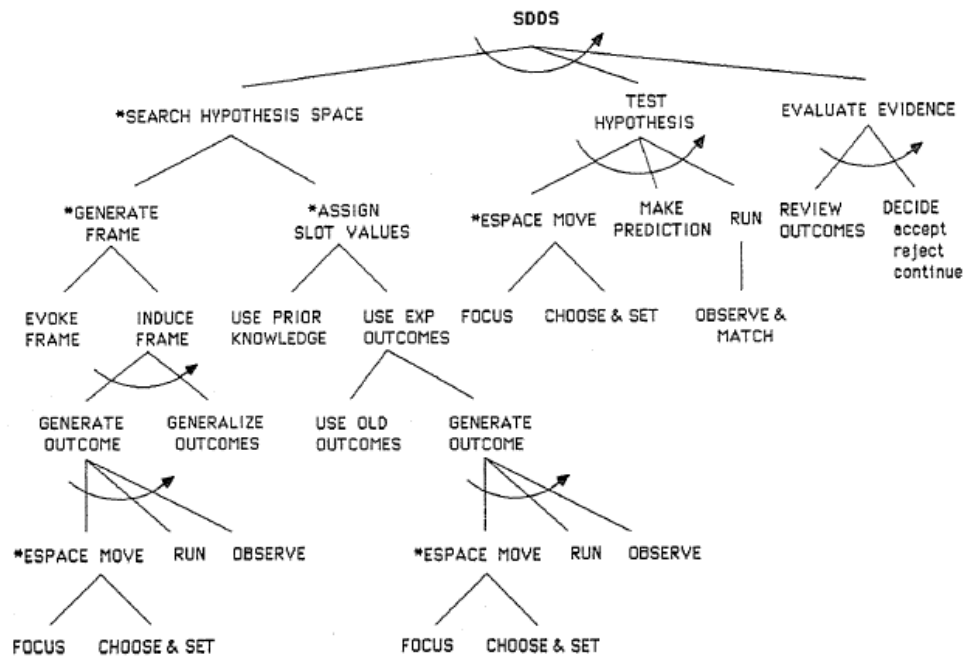 SDDS
*SEARCH HYPOTHESIS SPACE
TEST
HYPOTHESIS
EVALUATE EVIDENCE
*GENERATE
FRAME
*ASSIGN
SLOT VALUES
*ESPACE MOVE
MAKE
PREDICTION
RUN
REVIEW
OUTCOMES
DECIDE
accept
reject
continue
EVOKE
FRAME
INDUCE
FRAME
USE PRIOR
KNOWLEDGE
USE EXP
OUTCOMES
FOCUS
CHOOSE & SET
OBSERVE &
MATCH
GENERATE
OUTCOME
GENERALIZE
OUTCOMES
USE OLD
OUTCOMES
GENERATE
OUTCOME
*ESPACE MOVE
RUN
OBSERVE
*ESPACE MOVE
RUN
OBSERVE
FOCUS
CHOOSE & SET
FOCUS
CHOOSE & SET